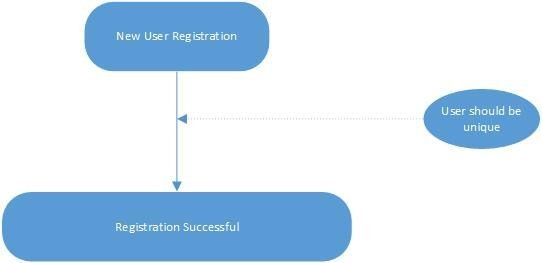 New User Registration
User should be
unique
Registration Successful